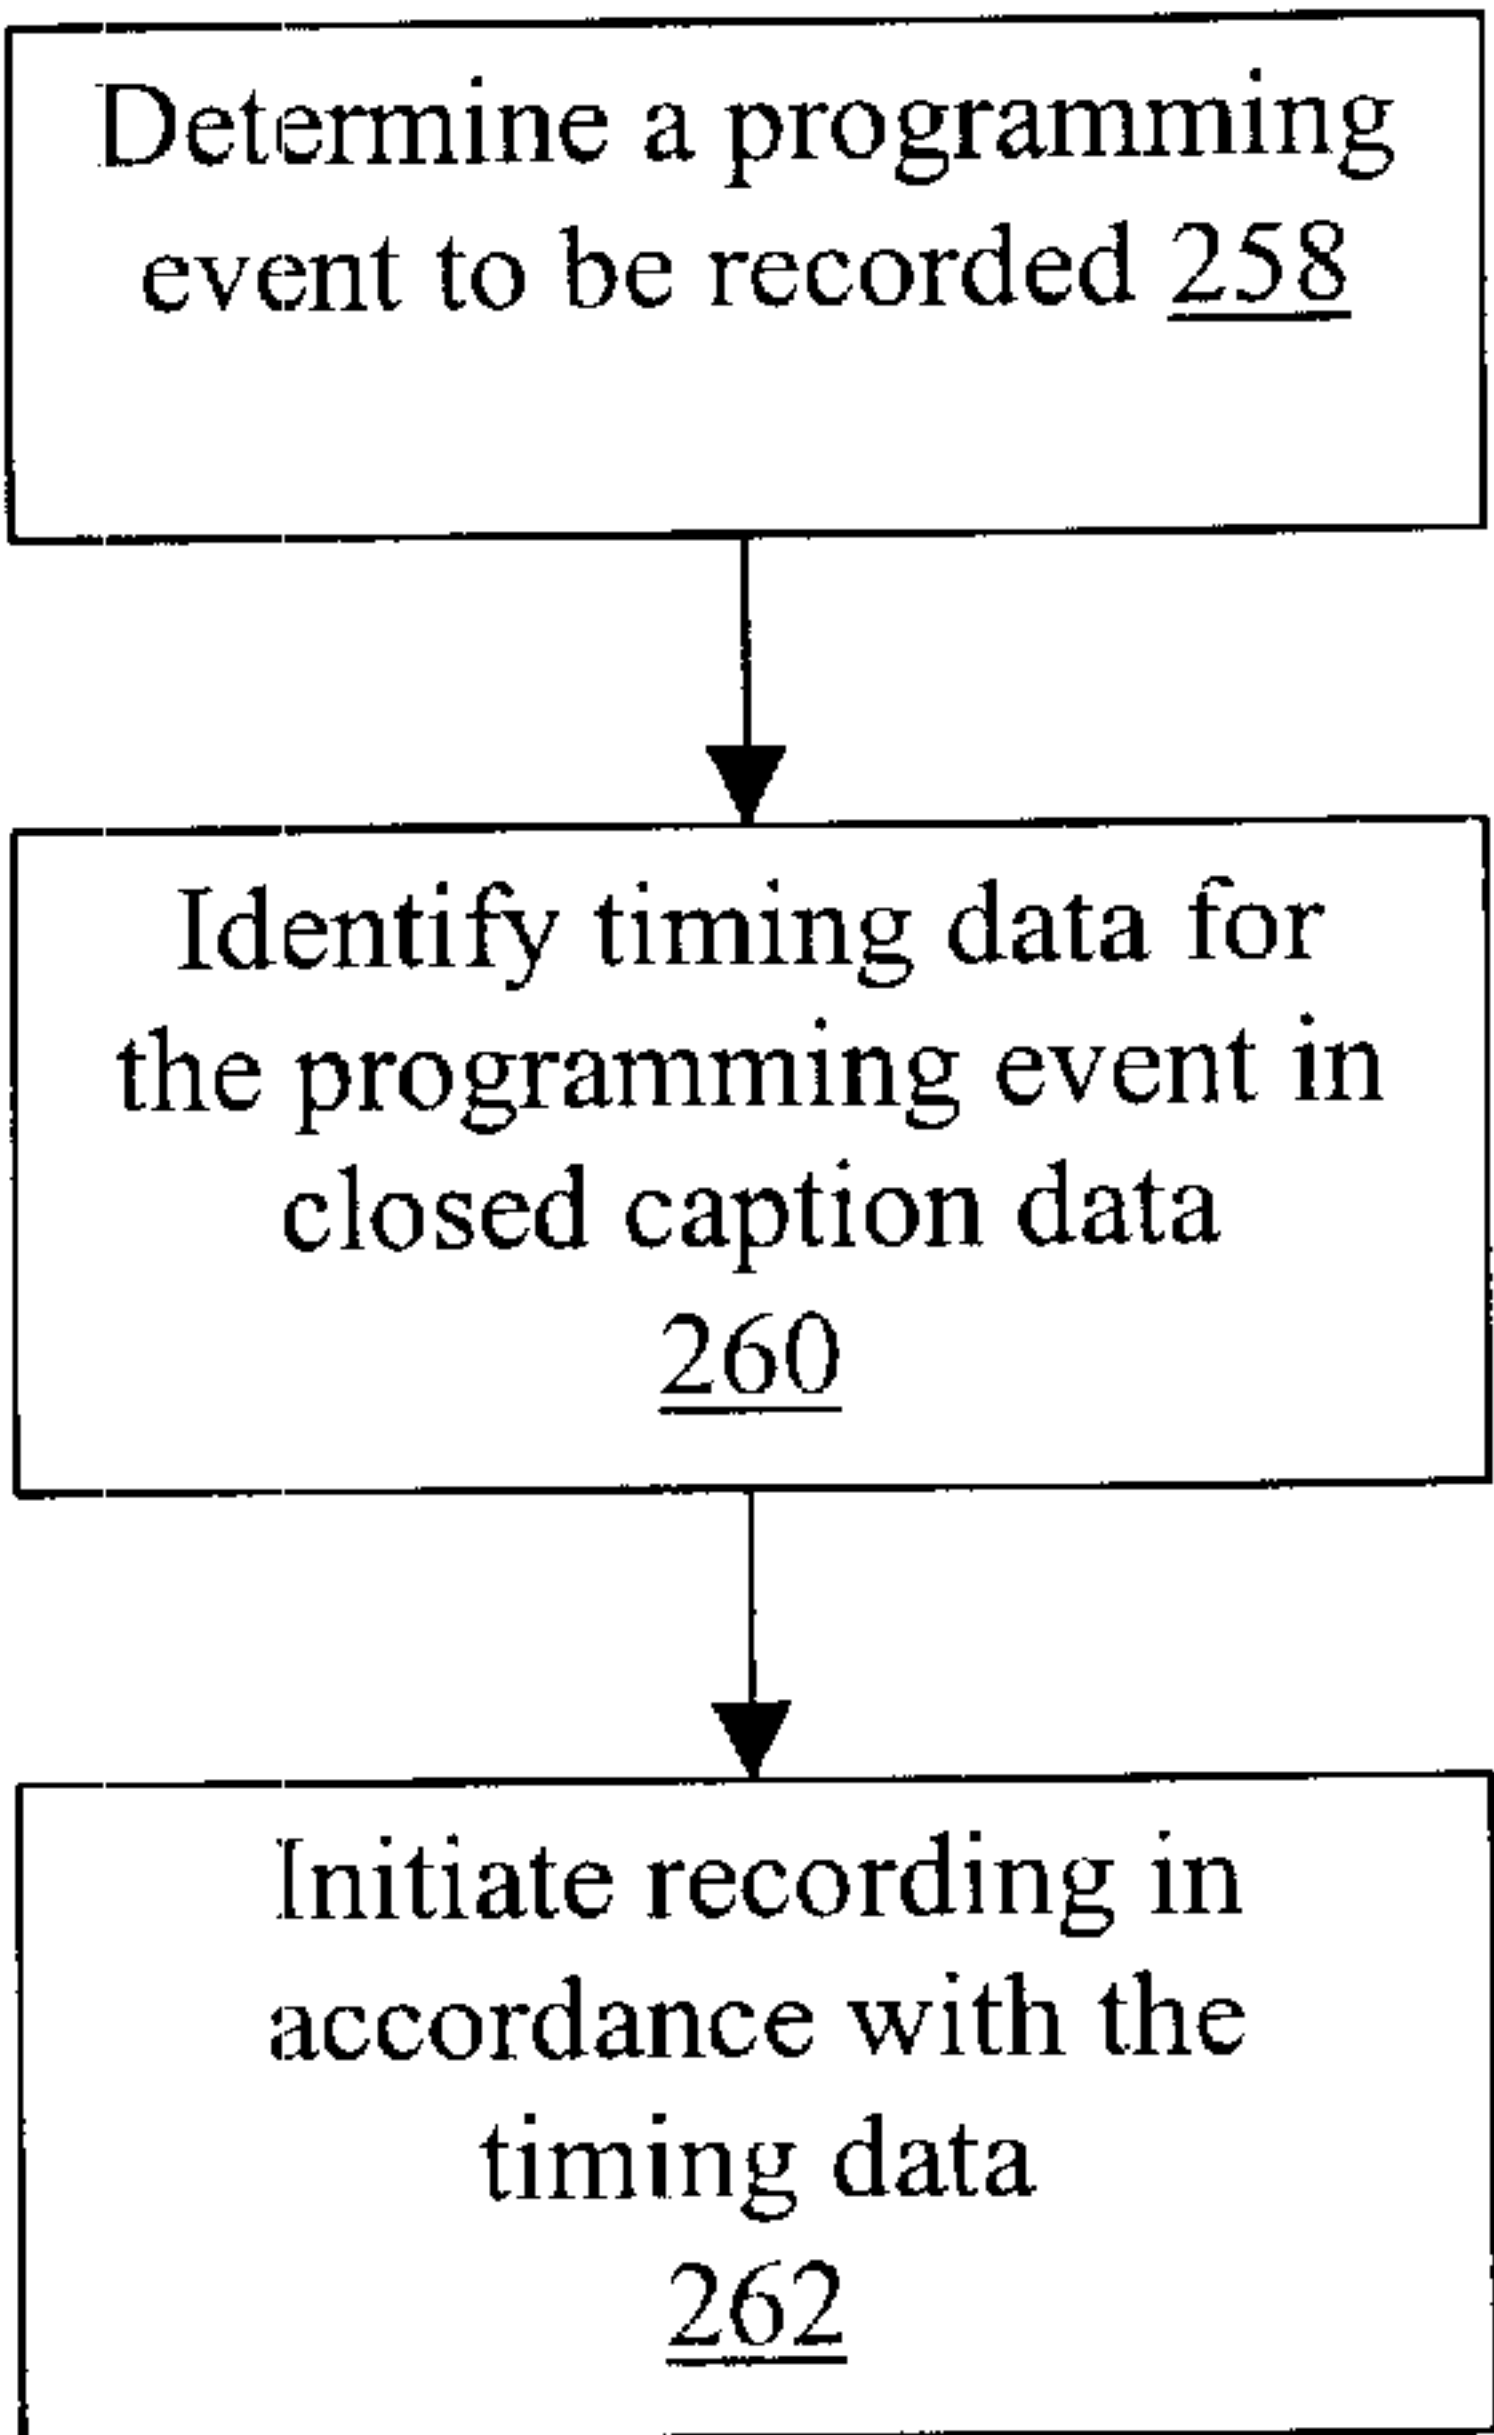 Determine a programming
event to be recorded 258
Identify timing data for
the programming event in
closed caption data
260
Initiate recording in
accordance with the
timing data
262